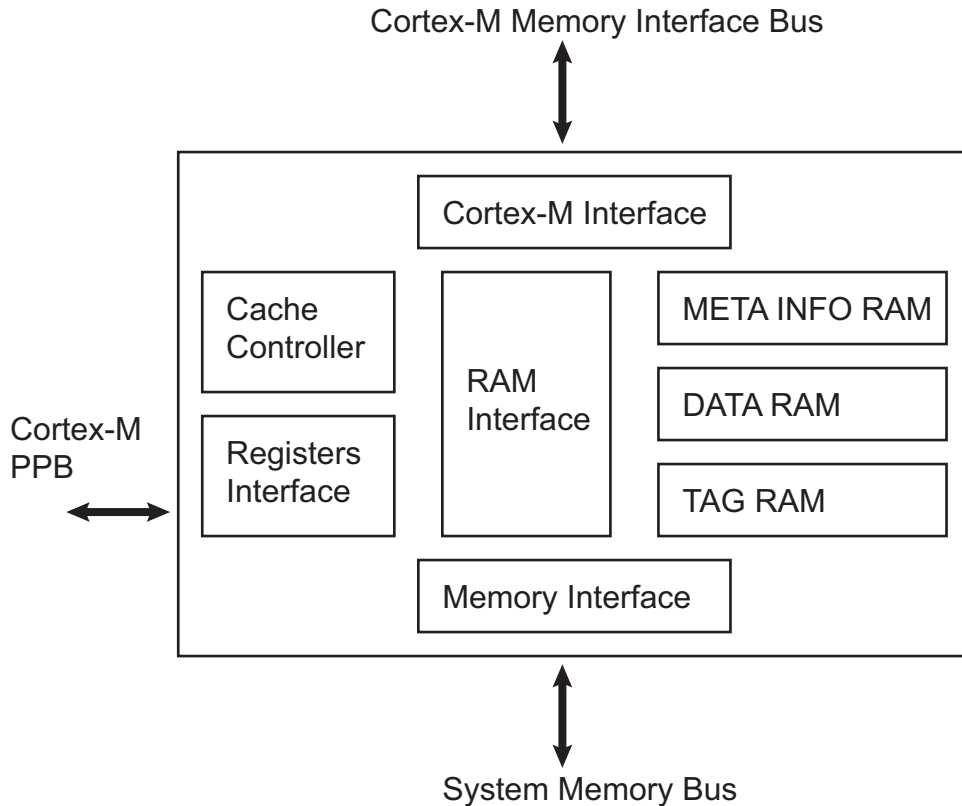 Cortex-M Memory Interface Bus
Cortex-M Interface
Cache
Controller
META INFO RAM
RAM
Interface
DATA RAM
Cortex-M
PPB
Registers
Interface
TAG RAM
Memory Interface
System Memory Bus